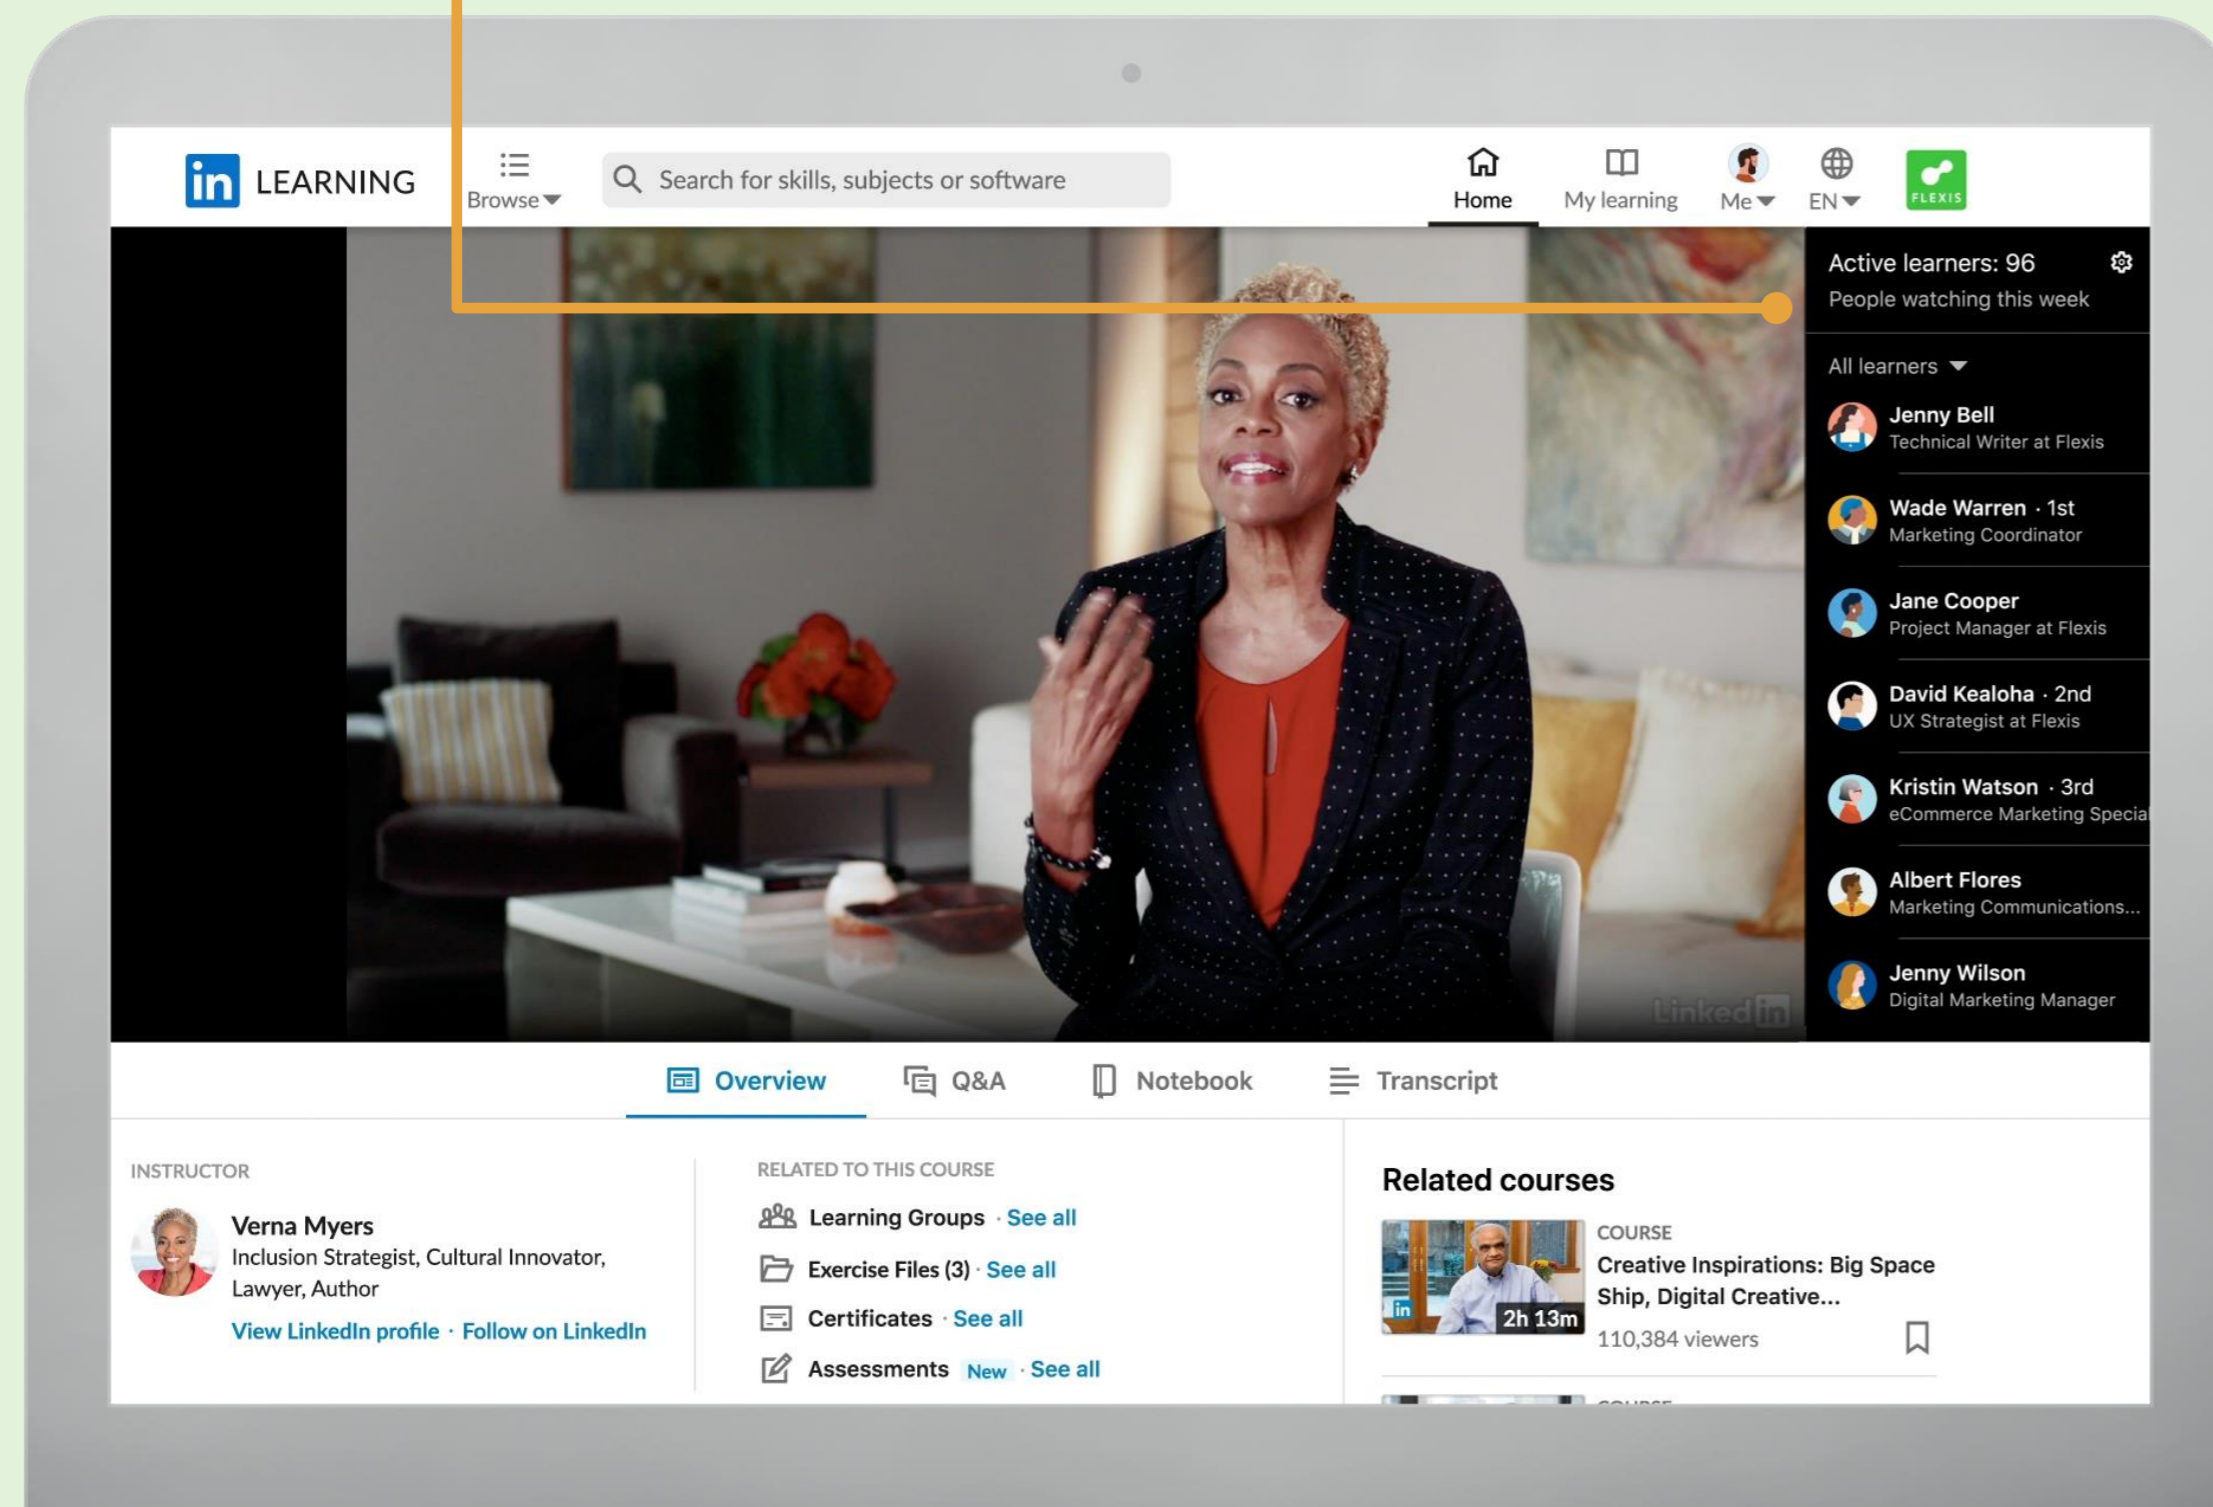 in LEARNING
Browse
Search for skills, subjects or software
Home
My learning
Me
EN
FLEXIS
Active learners: 96
People watching this week
All learners
Jenny Bell
Technical Writer at Flexis
Wade Warren · 1st
Marketing Coordinator
Jane Cooper
Project Manager at Flexis
David Kealoha · 2nd
UX Strategist at Flexis
Kristin Watson · 3rd
eCommerce Marketing Special
Albert Flores
Marketing Communications...
Jenny Wilson
Digital Marketing Manager
Linkedin
Overview
Q&A
Notebook
Transcript
INSTRUCTOR
Verna Myers
Inclusion Strategist, Cultural Innovator,
Lawyer, Author
View LinkedIn profile · Follow on LinkedIn
RELATED TO THIS COURSE
Learning Groups · See all
Exercise Files (3) · See all
Certificates · See all
Assessments New · See all
Related courses
in
2h 13m
COURSE
Creative Inspirations: Big Space
Ship, Digital Creative...
110,384 viewers